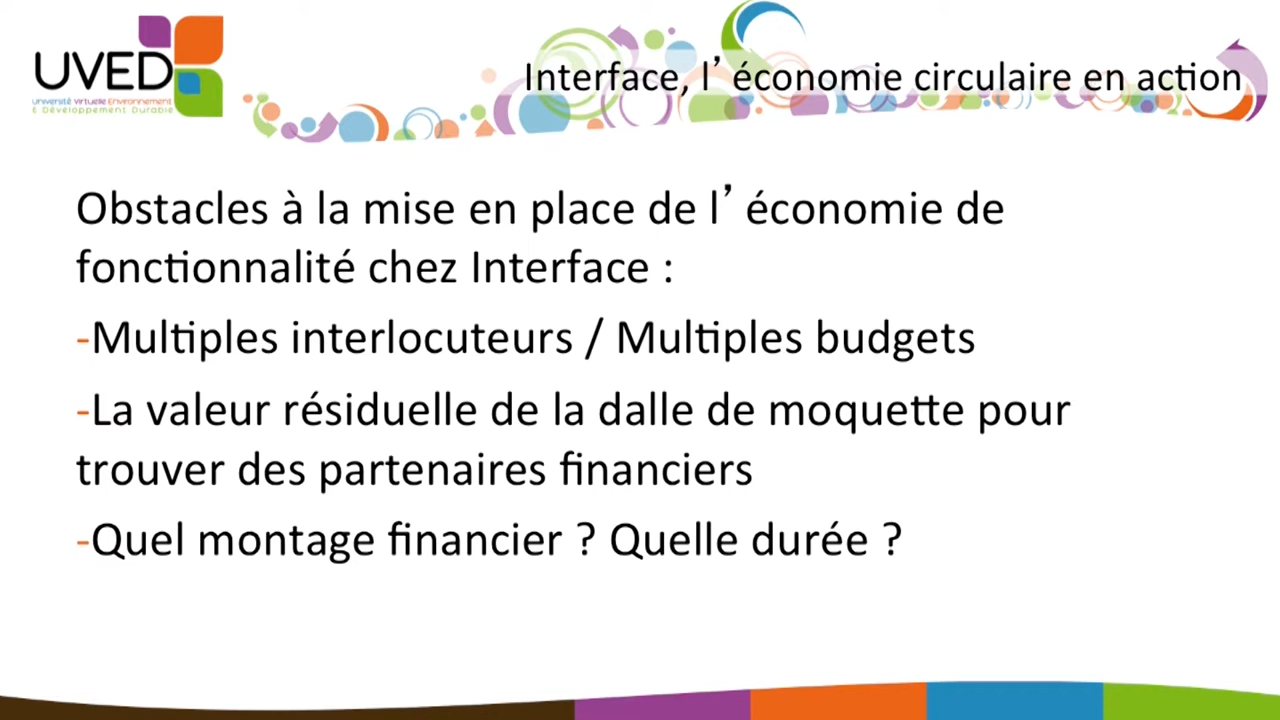 UVED
Université Virtuelle Environnement
& Développement Durable
Interface, l’économie circulaire en action
Obstacles à la mise en place de l’économie de
fonctionnalité chez Interface :
-Multiples interlocuteurs / Multiples budgets
-La valeur résiduelle de la dalle de moquette pour
trouver des partenaires financiers
-Quel montage financier ? Quelle durée ?